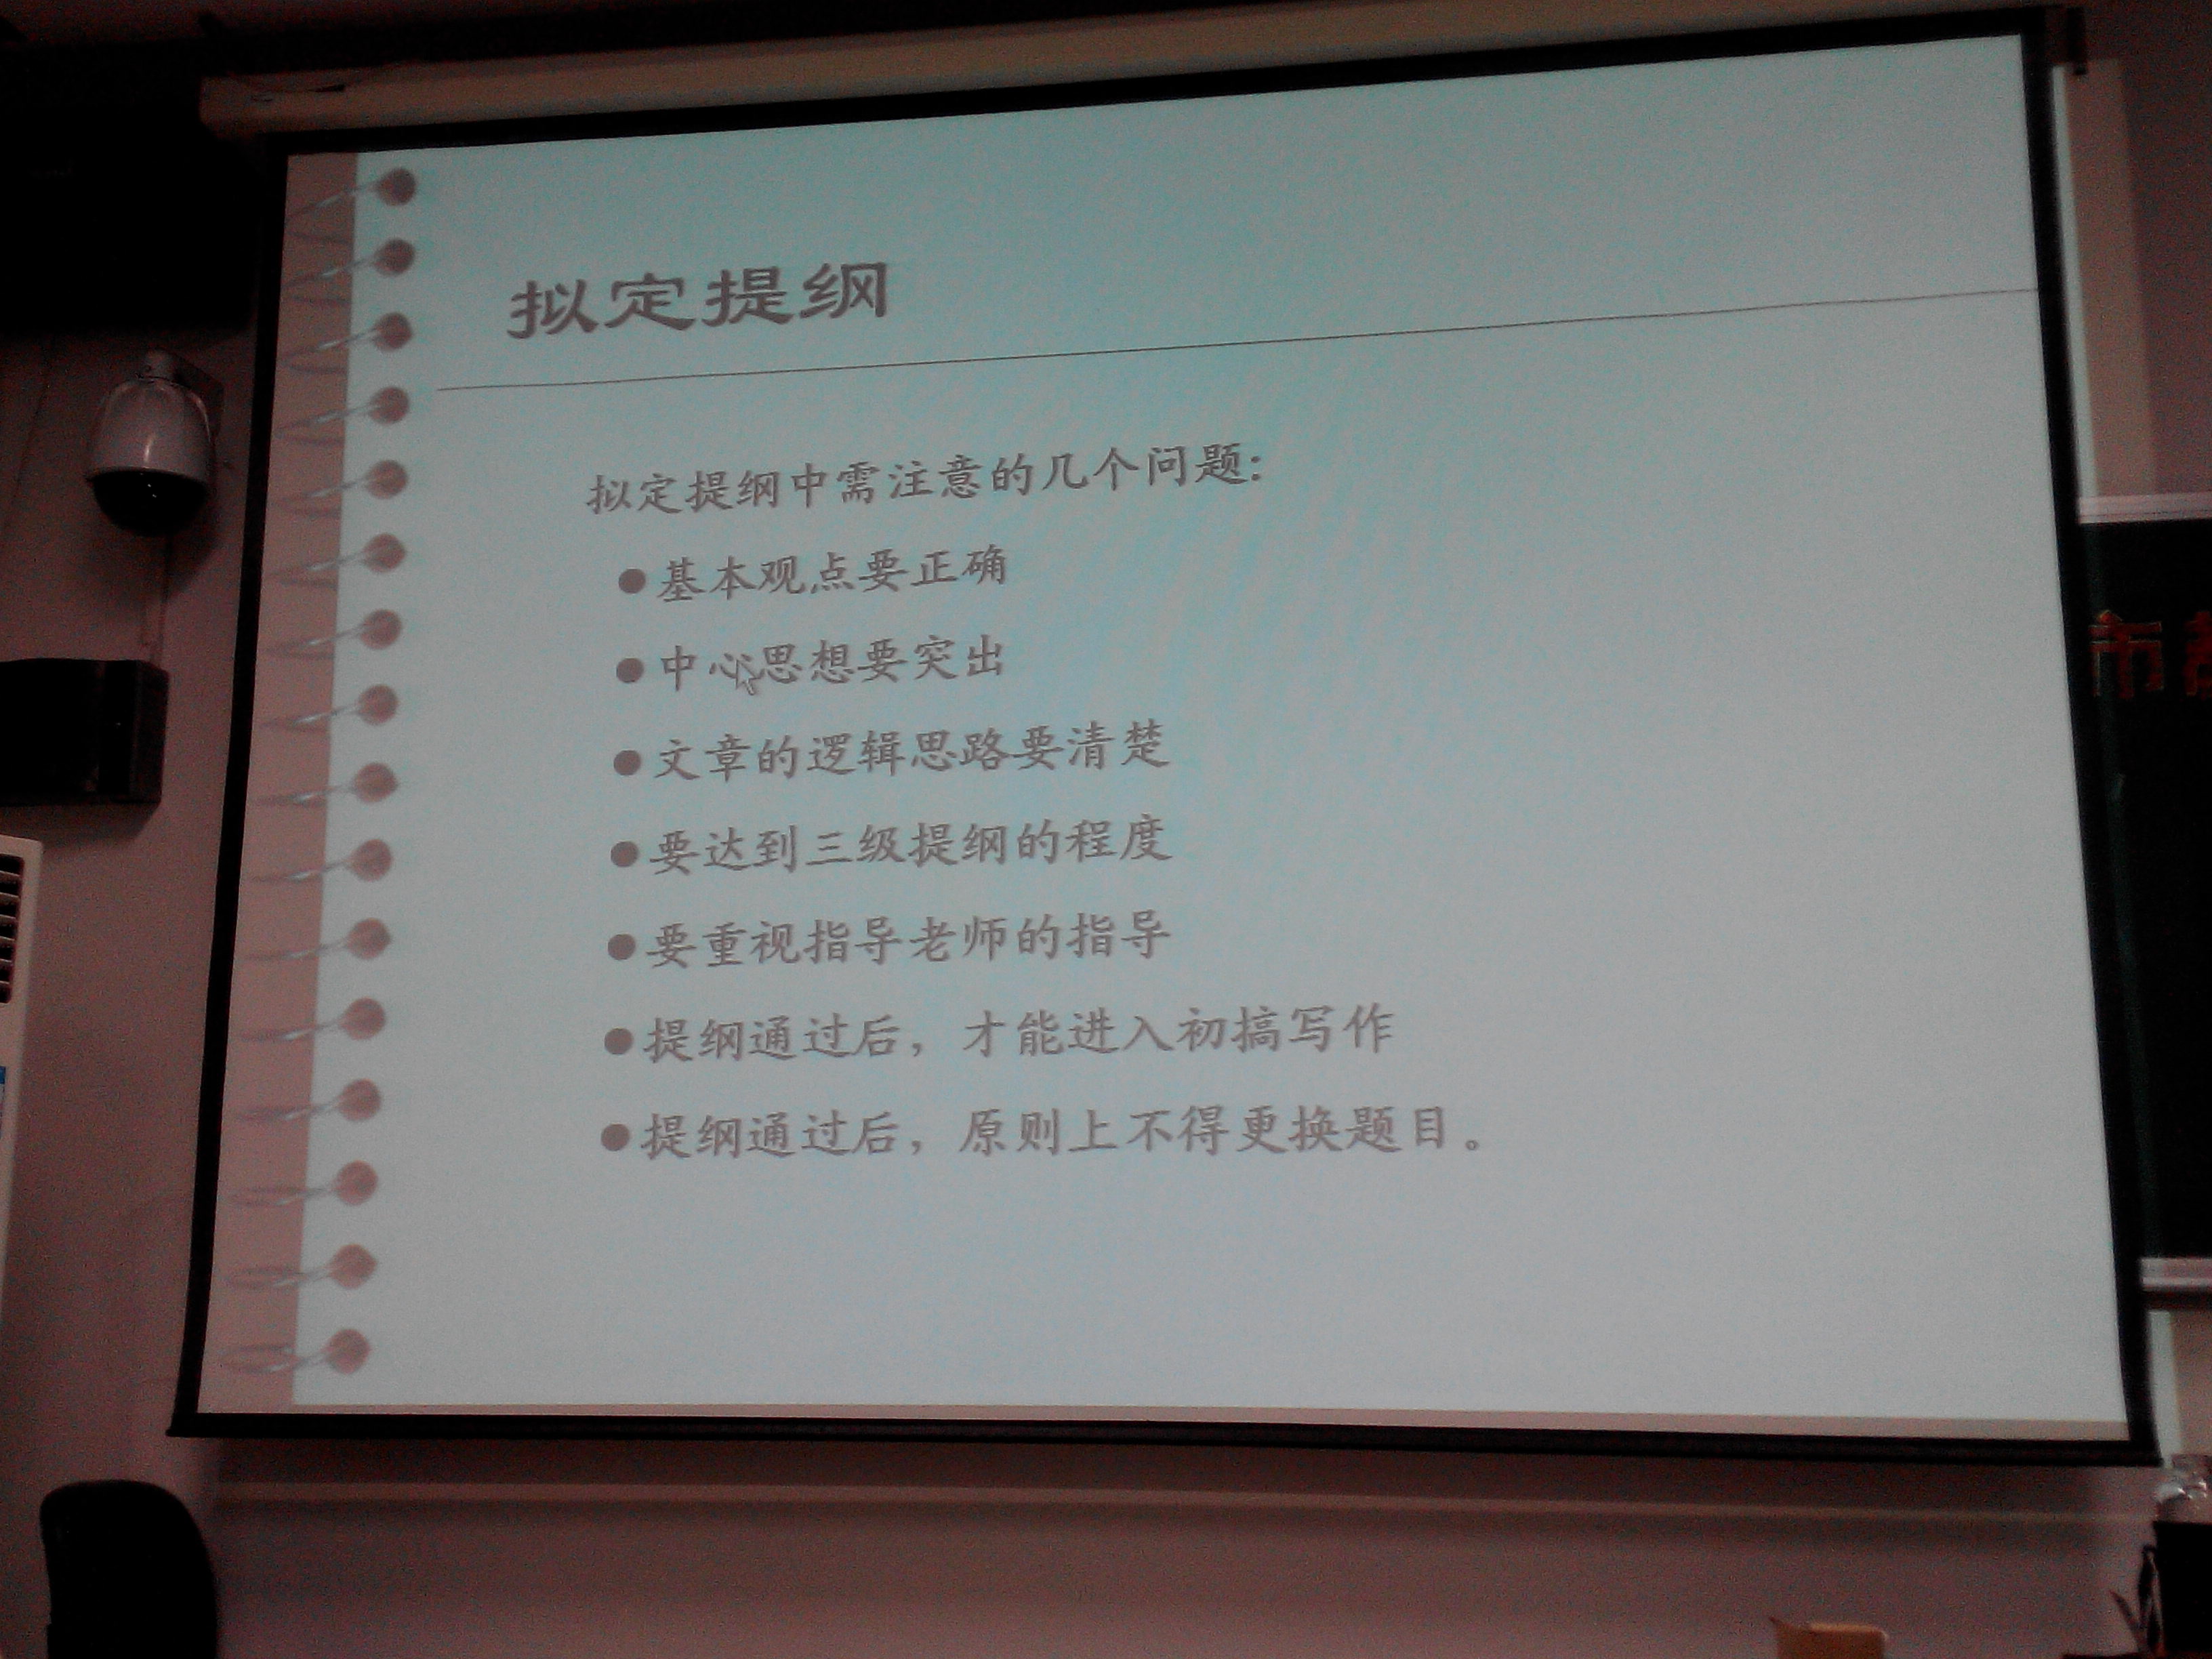 拟定提纲
拟定提纲中需注意的几个问题:
●基本观点要正确
●中心思想要突出
●文章的逻辑思路要清楚
●要达到三级提纲的程度
●要重视指导老师的指导
●提纲通过后，才能进入初搞写作
●提纲通过后，原则上不得更换题目。
市